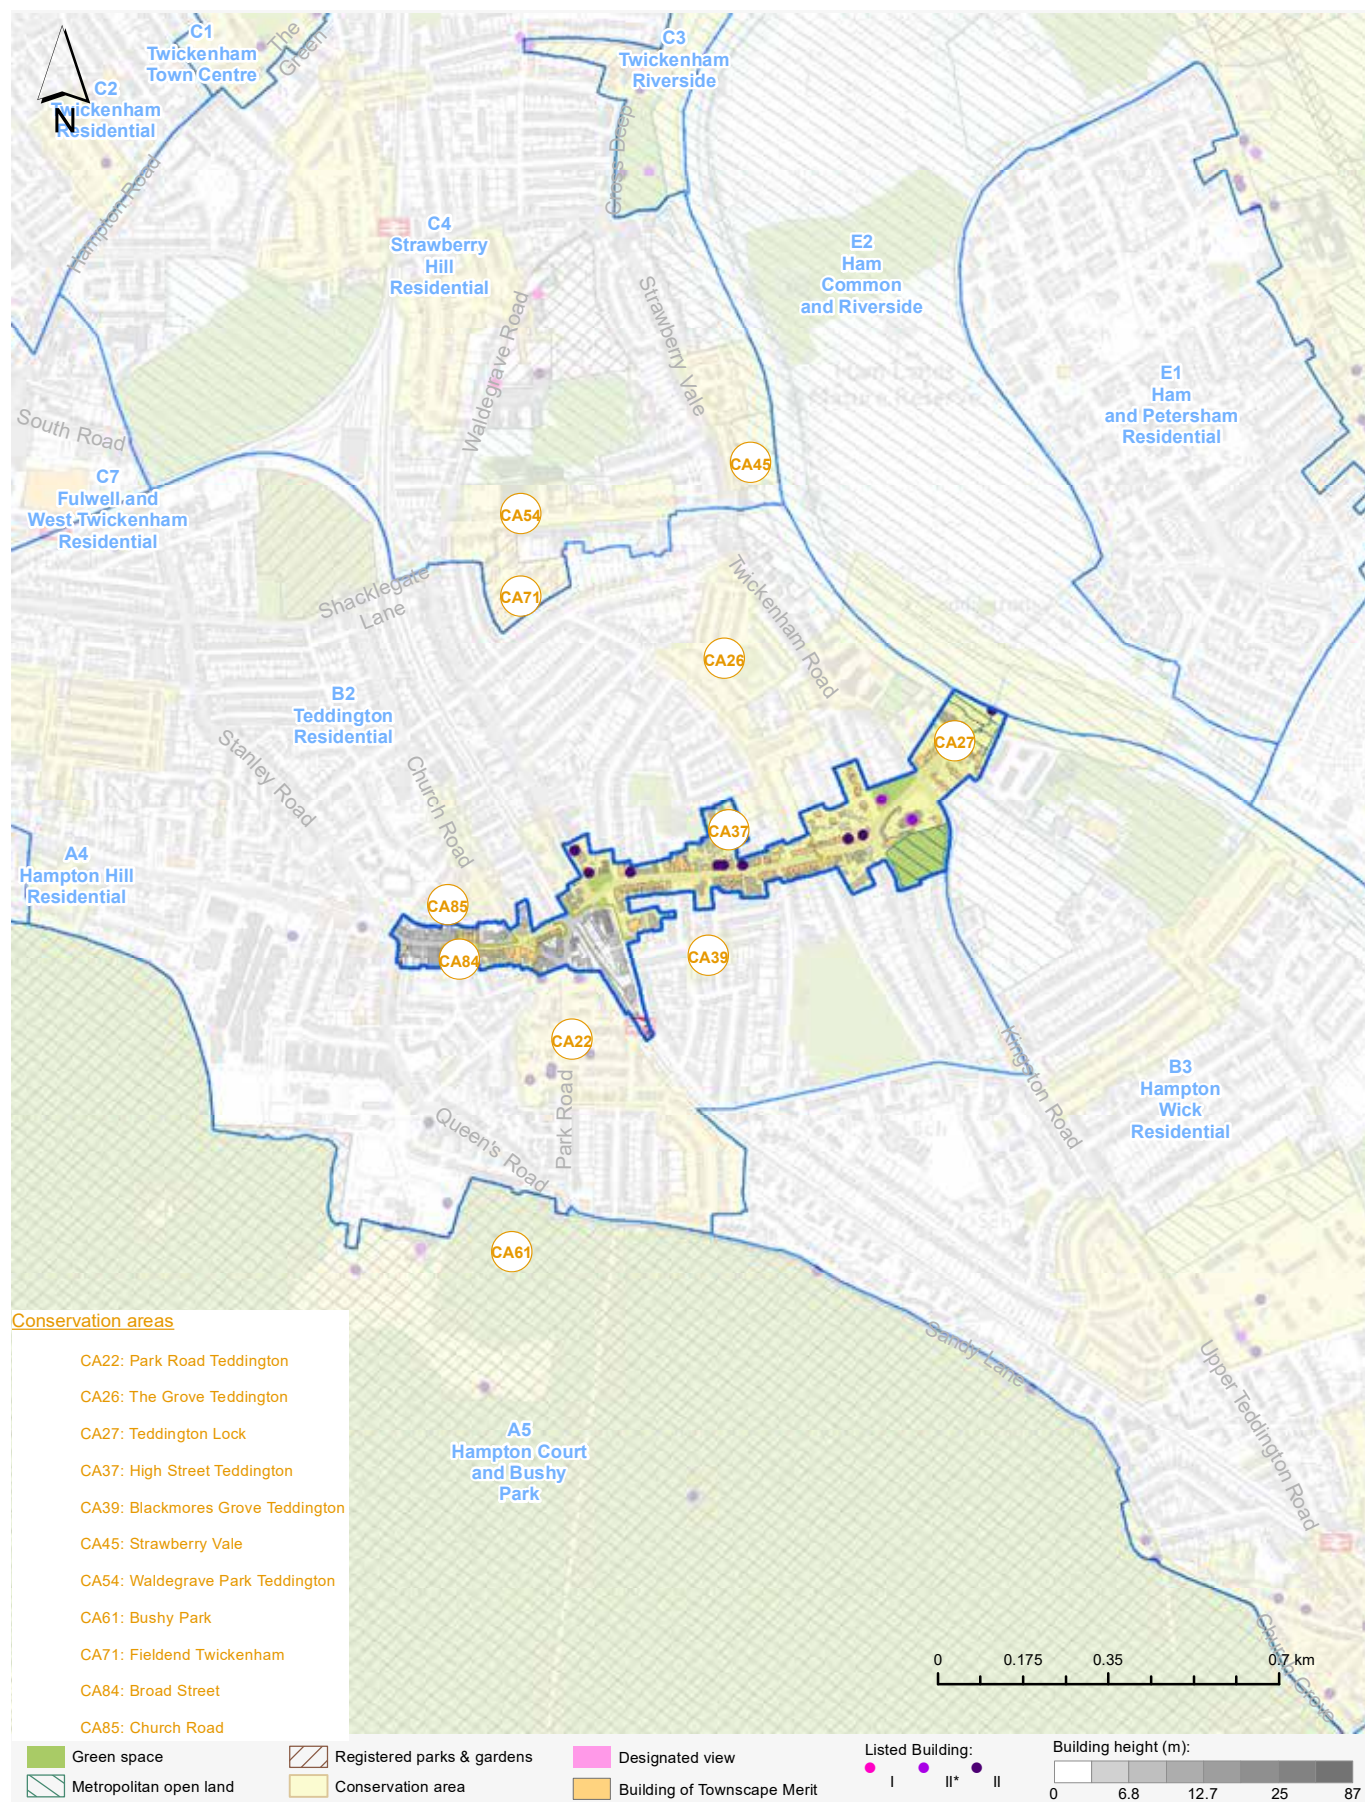 C1
Twickenham
Town Centre
The
Green
C3
Twickenham
Riverside
C2
Twickenham
Residential
N
Hampton Road
Cross Deep
C4
Strawberry
Hill
Residential
E2
Ham
Common
and Riverside
Waldegrave Road
Strawberry Vale
E1
Ham
and Petersham
Residential
South Road
C7
Fulwell and
West Twickenham
Residential
CA45
CA54
Shacklegate
Lane
CA71
Twickenham Road
CA26
B2
Teddington
Residential
Stanley Road
Church Road
CA27
CA37
A4
Hampton Hill
Residential
CA85
CA84
CA39
CA22
Kingston Road
B3
Hampton
Wick
Residential
Park Road
Queen's Road
CA61
Sandy Lane
Upper Teddington Road
Church Grove
A5
Hampton Court
and Bushy
Park
Conservation areas
CA22: Park Road Teddington
CA26: The Grove Teddington
CA27: Teddington Lock
CA37: High Street Teddington
CA39: Blackmores Grove Teddington
CA45: Strawberry Vale
CA54: Waldegrave Park Teddington
CA61: Bushy Park
CA71: Fieldend Twickenham
CA84: Broad Street
CA85: Church Road
0 0.175 0.35 0.7 km
Green space
Metropolitan open land
Registered parks & gardens
Conservation area
Designated view
Building of Townscape Merit
Listed Building:
I II* II
Building height (m):
0 6.8 12.7 25 87